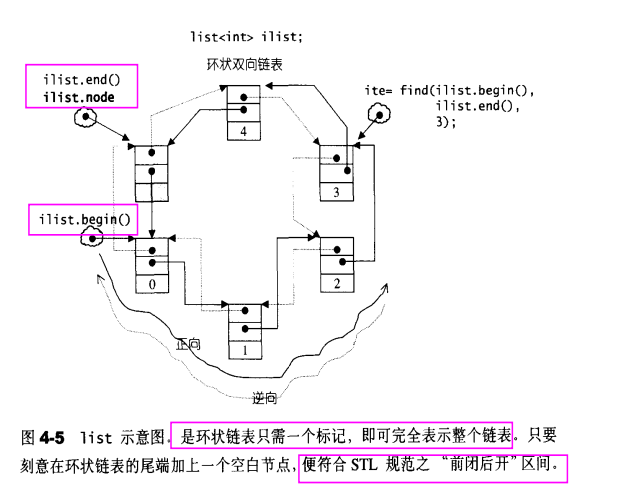 list<int> ilist;
环状双向链表
ilist.end()
ilist.node
ite= find(ilist.begin(),
ilist.end(),
3);
4
3
ilist.begin()
0
2
1
正向
逆向
图 4-5 list 示意图。是环状链表只需一个标记，即可完全表示整个链表。只要
刻意在环状链表的尾端加上一个空白节点，便符合 STL 规范之“前闭后开”区间。